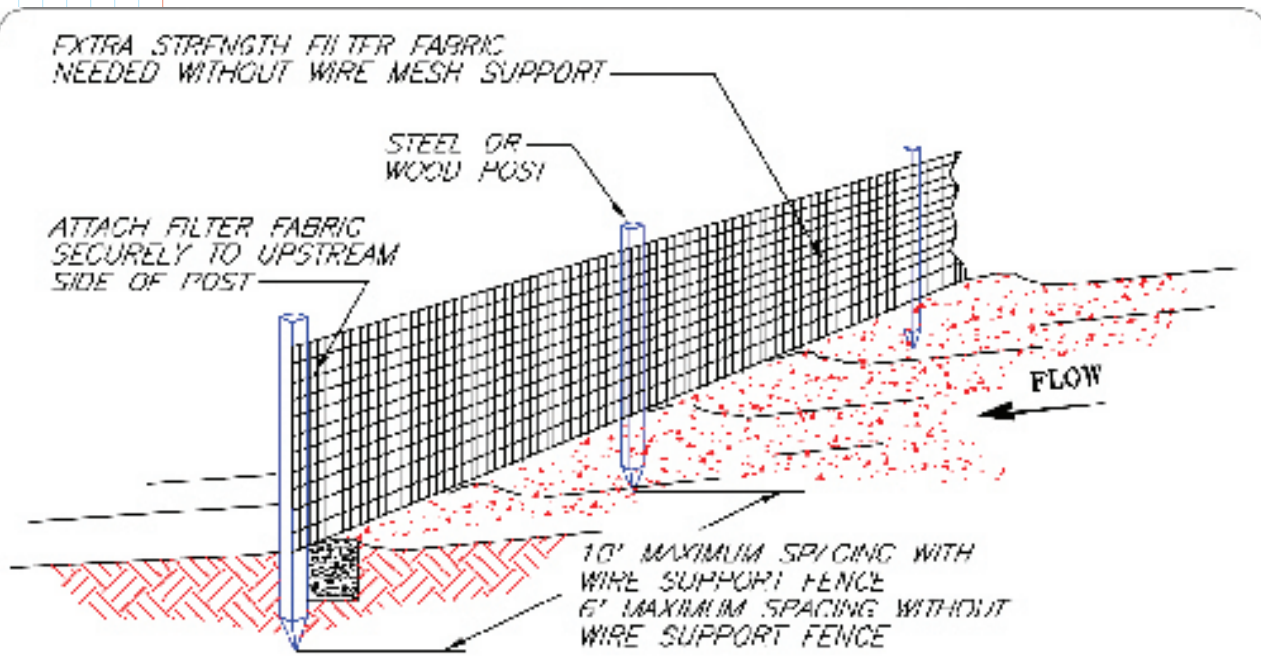 EXTRA STRENGTH FILTER FABRIC
NEEDED WITHOUT WIRE MESH SUPPORT
STEEL OR
WOOD POST
ATTACH FILTER FABRIC
SECURELY TO UPSTREAM
SIDE OF POST
FLOW
10' MAXIMUM SPACING WITH
WIRE SUPPORT FENCE
6' MAXIMUM SPACING WITHOUT
WIRE SUPPORT FENCE